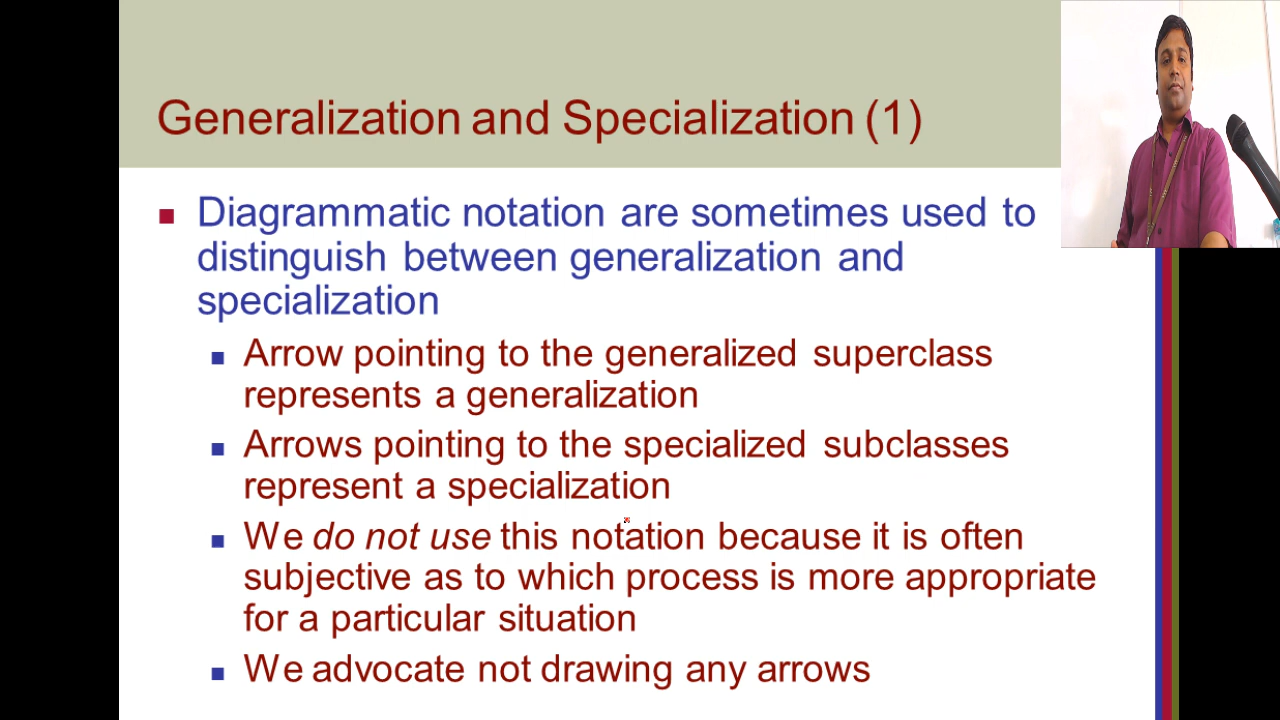 Generalization and Specialization (1)
Diagrammatic notation are sometimes used to
distinguish between generalization and
specialization
Arrow pointing to the generalized superclass
represents a generalization
Arrows pointing to the specialized subclasses
represent a specialization
We do not use this notation because it is often
subjective as to which process is more appropriate
for a particular situation
We advocate not drawing any arrows